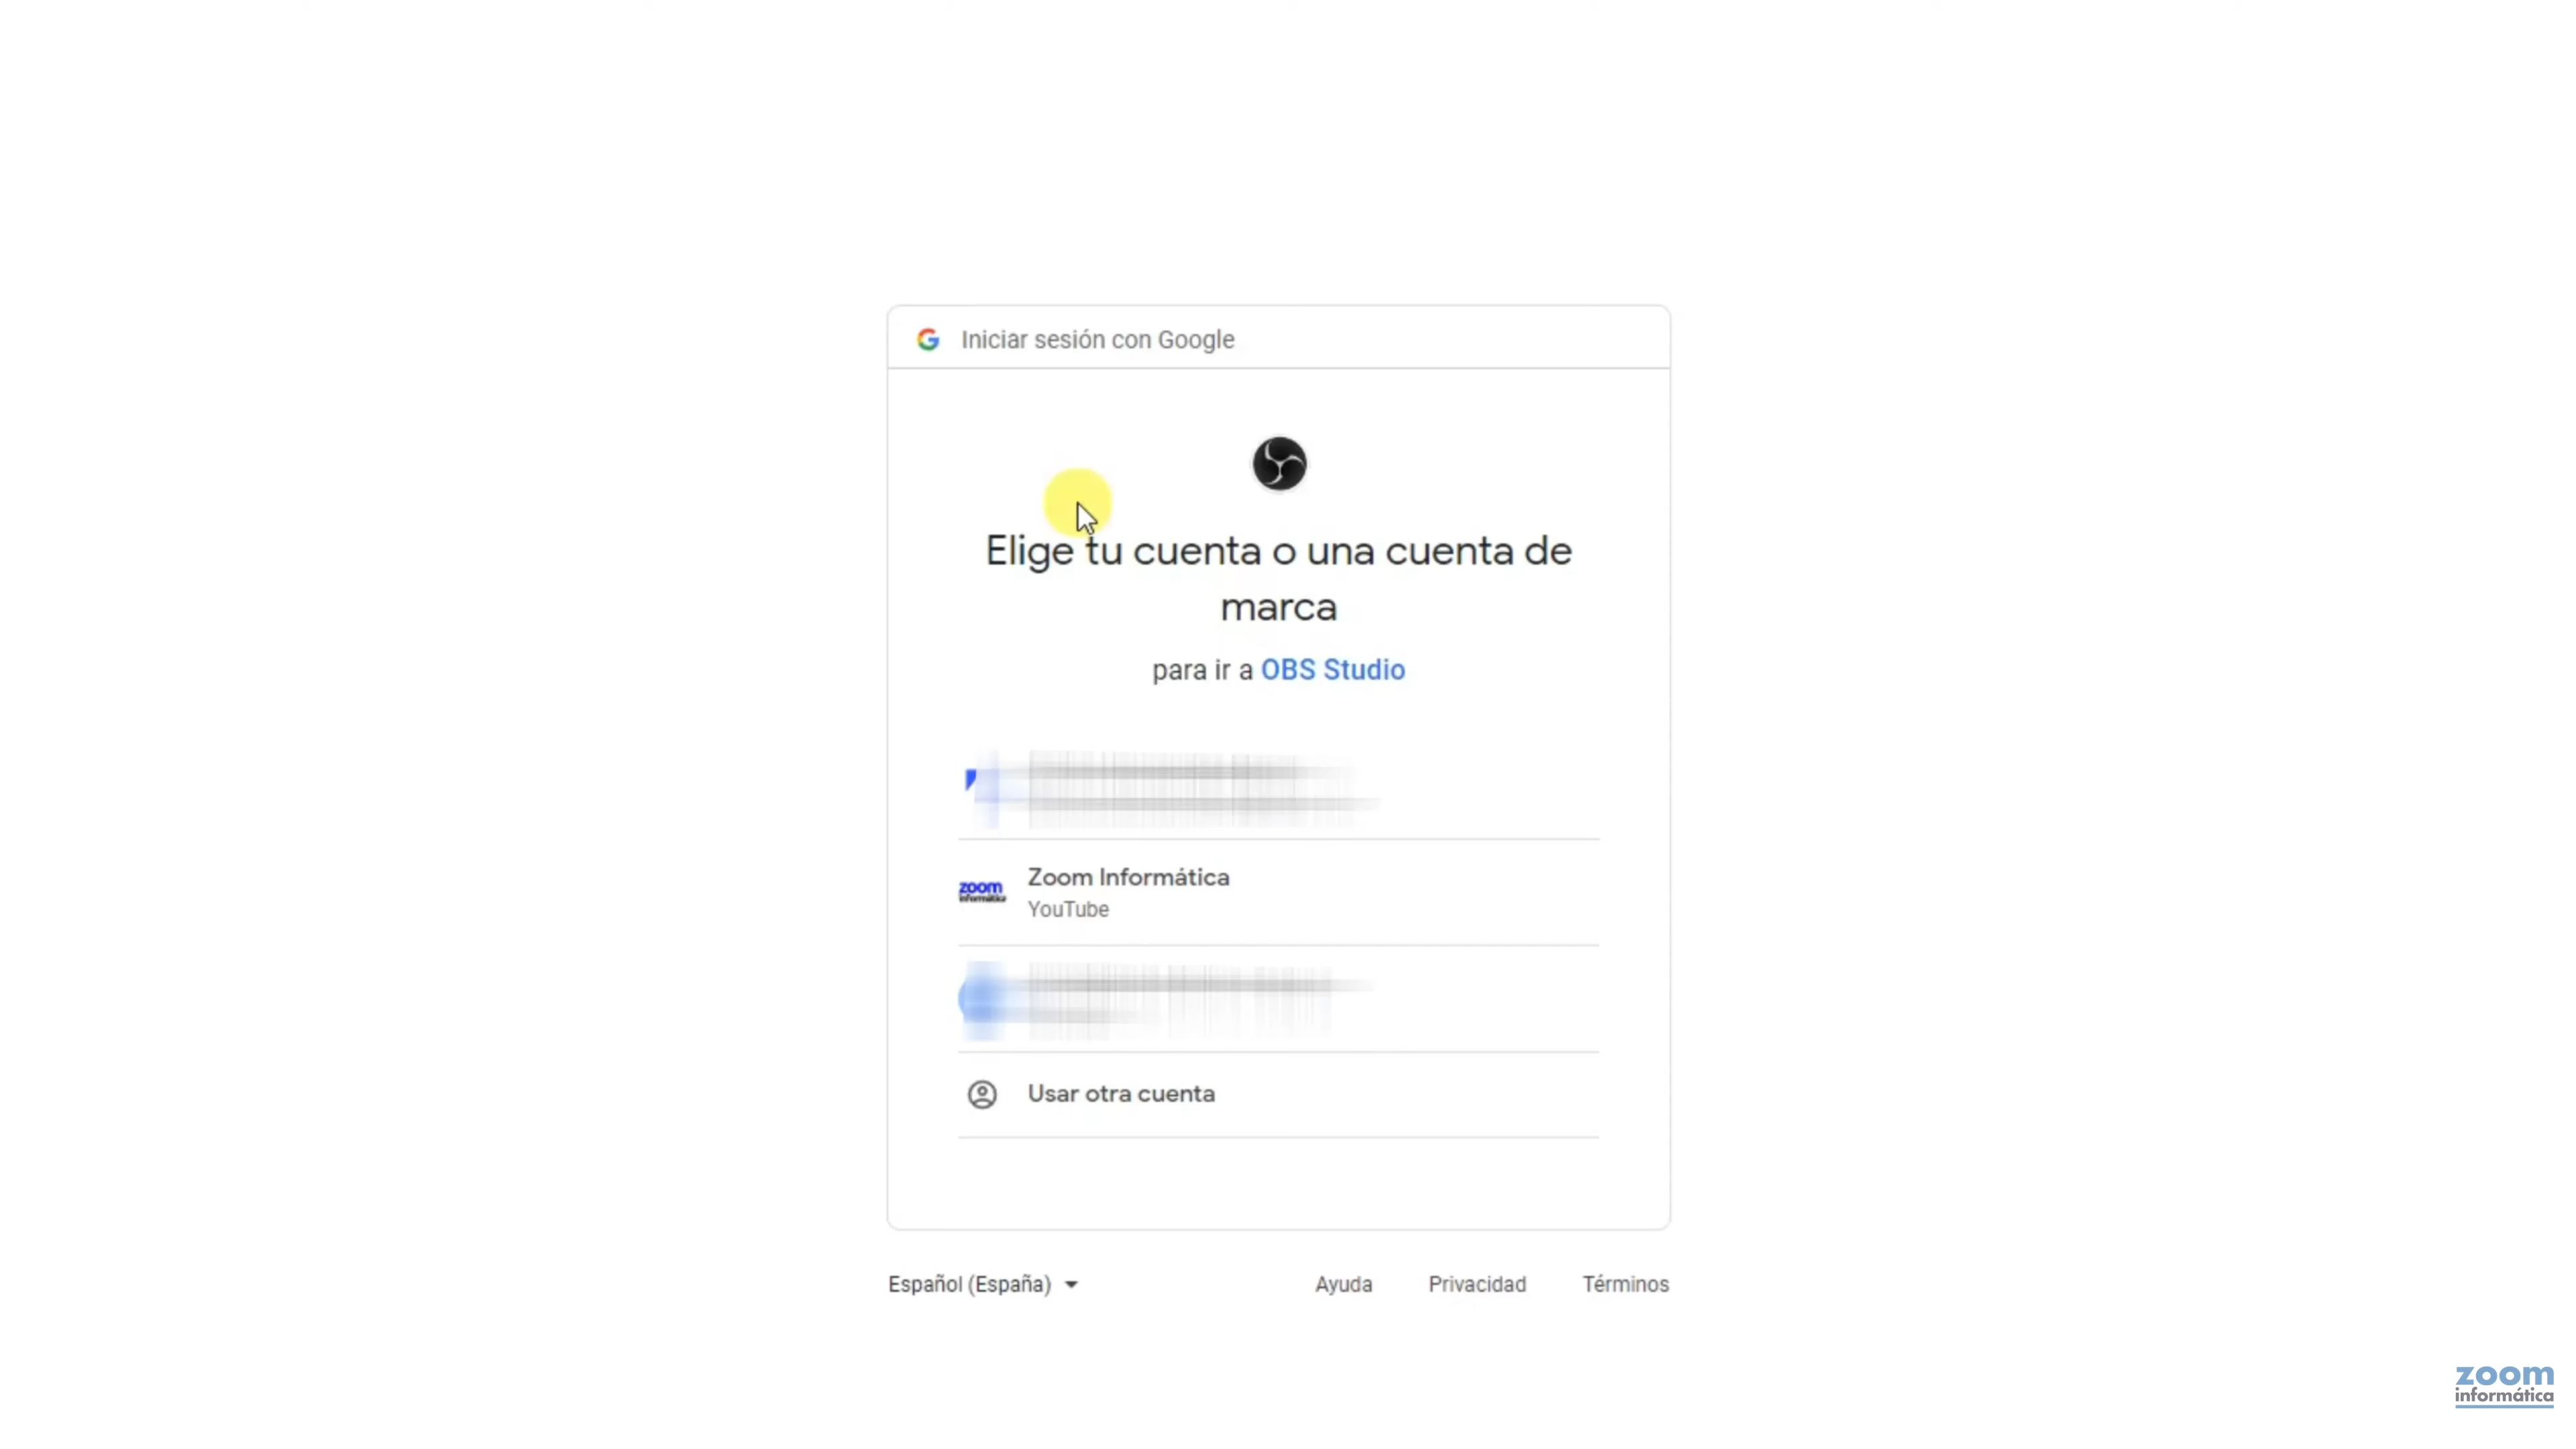 Iniciar sesión con Google
Elige tu cuenta o una cuenta de
marca
para ir a OBS Studio
zoom
informática
Zoom Informática
YouTube
Usar otra cuenta
Español (España)
Ayuda
Privacidad
Términos
zoom
informática